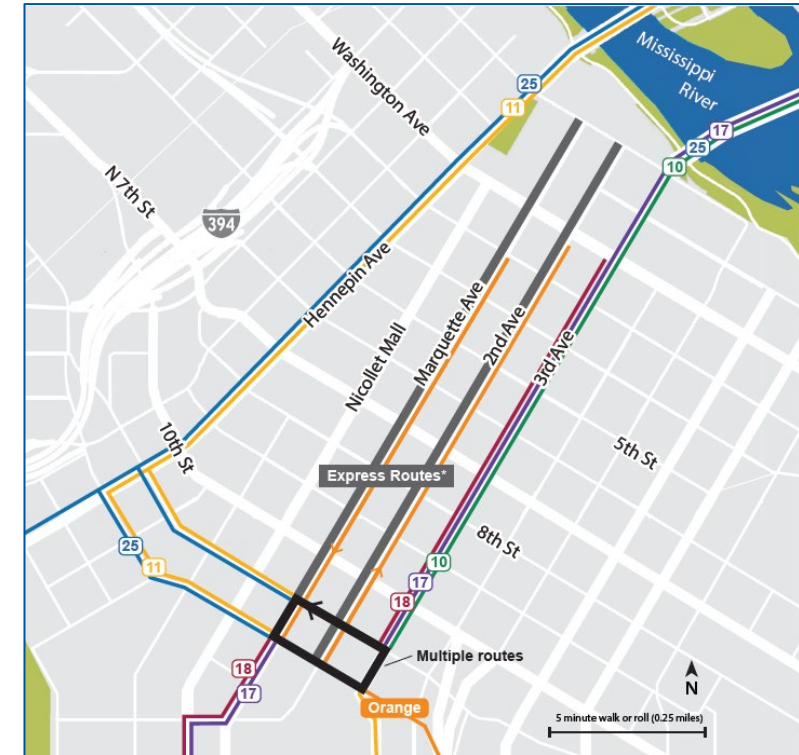 Mississippi
River
Washington Ave
25
11
17
25
10
N 7th St
394
Hennepin Ave
Marquette Ave
2nd Ave
3rd Ave
Nicollet Mall
10th St
Express Routes*
5th St
8th St
25
11
10
17
18
Multiple routes
18
17
Orange
N
5 minute walk or roll (0.25 miles)